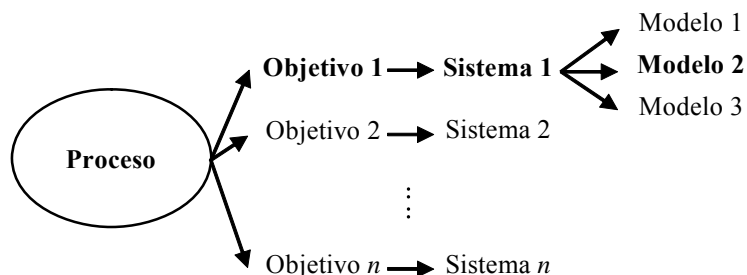 Modelo 1
Objetivo 1 Sistema 1 Modelo 2
Modelo 3
Objetivo 2 Sistema 2
Proceso
Objetivo n Sistema n